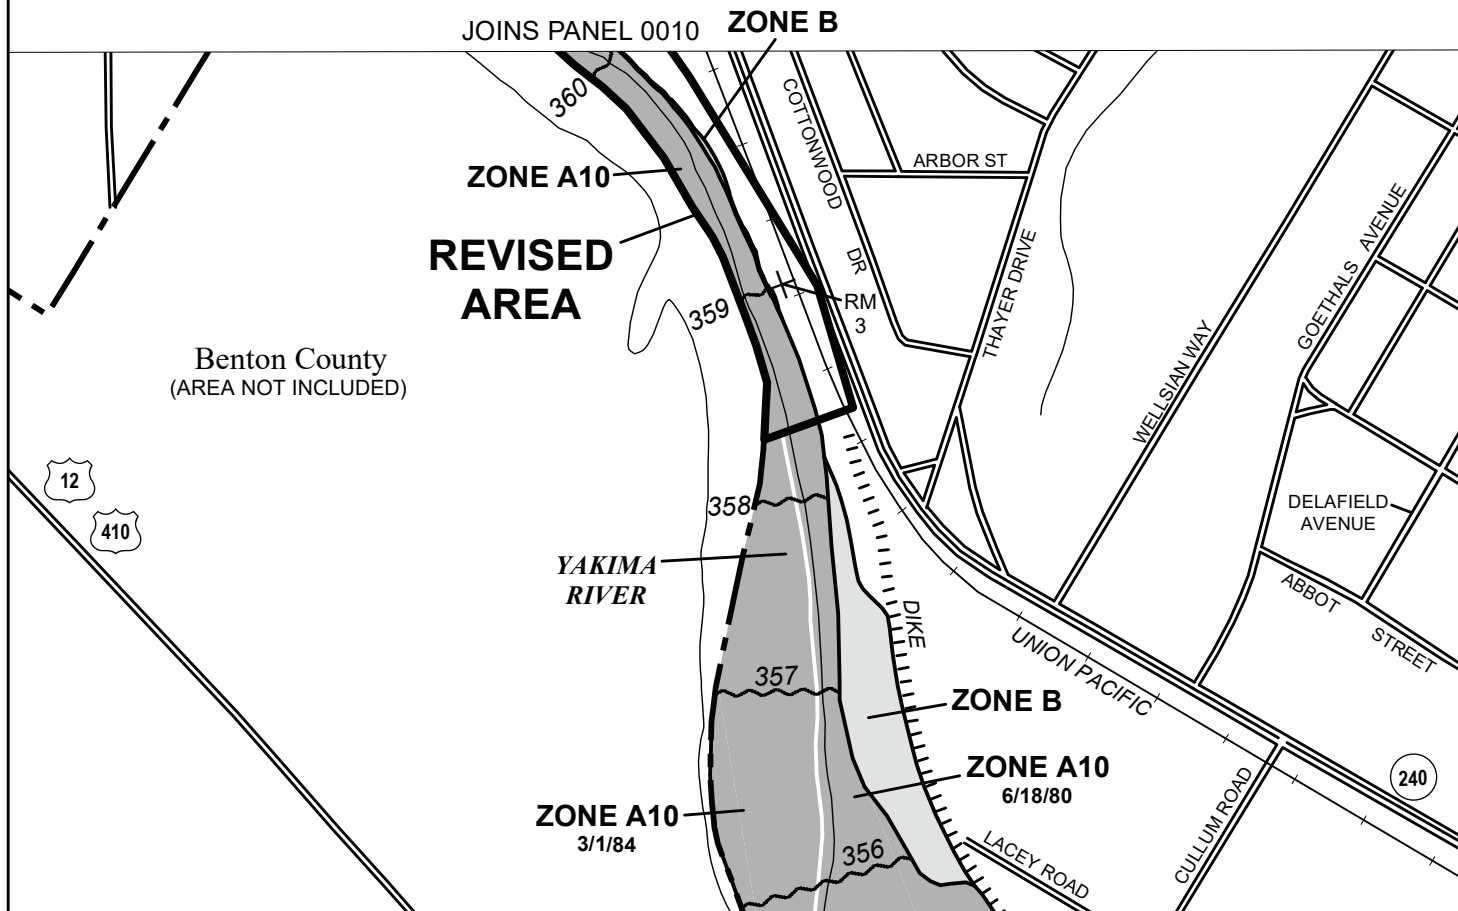 JOINS PANEL 0010
ZONE B
360
COTTONWOOD
DR
ARBOR ST
ZONE A10
GOETHALS AVENUE
REVISED
AREA
THAYER DRIVE
RM
3
359
WELLSIAN WAY
Benton County
(AREA NOT INCLUDED)
12
410
358
DELAFIELD
AVENUE
YAKIMA
RIVER
ABBOT
STREET
DIKE
UNION PACIFIC
357
ZONE B
ZONE A10
6/18/80
240
ZONE A10
3/1/84
356
LACEY ROAD
CULLUM ROAD